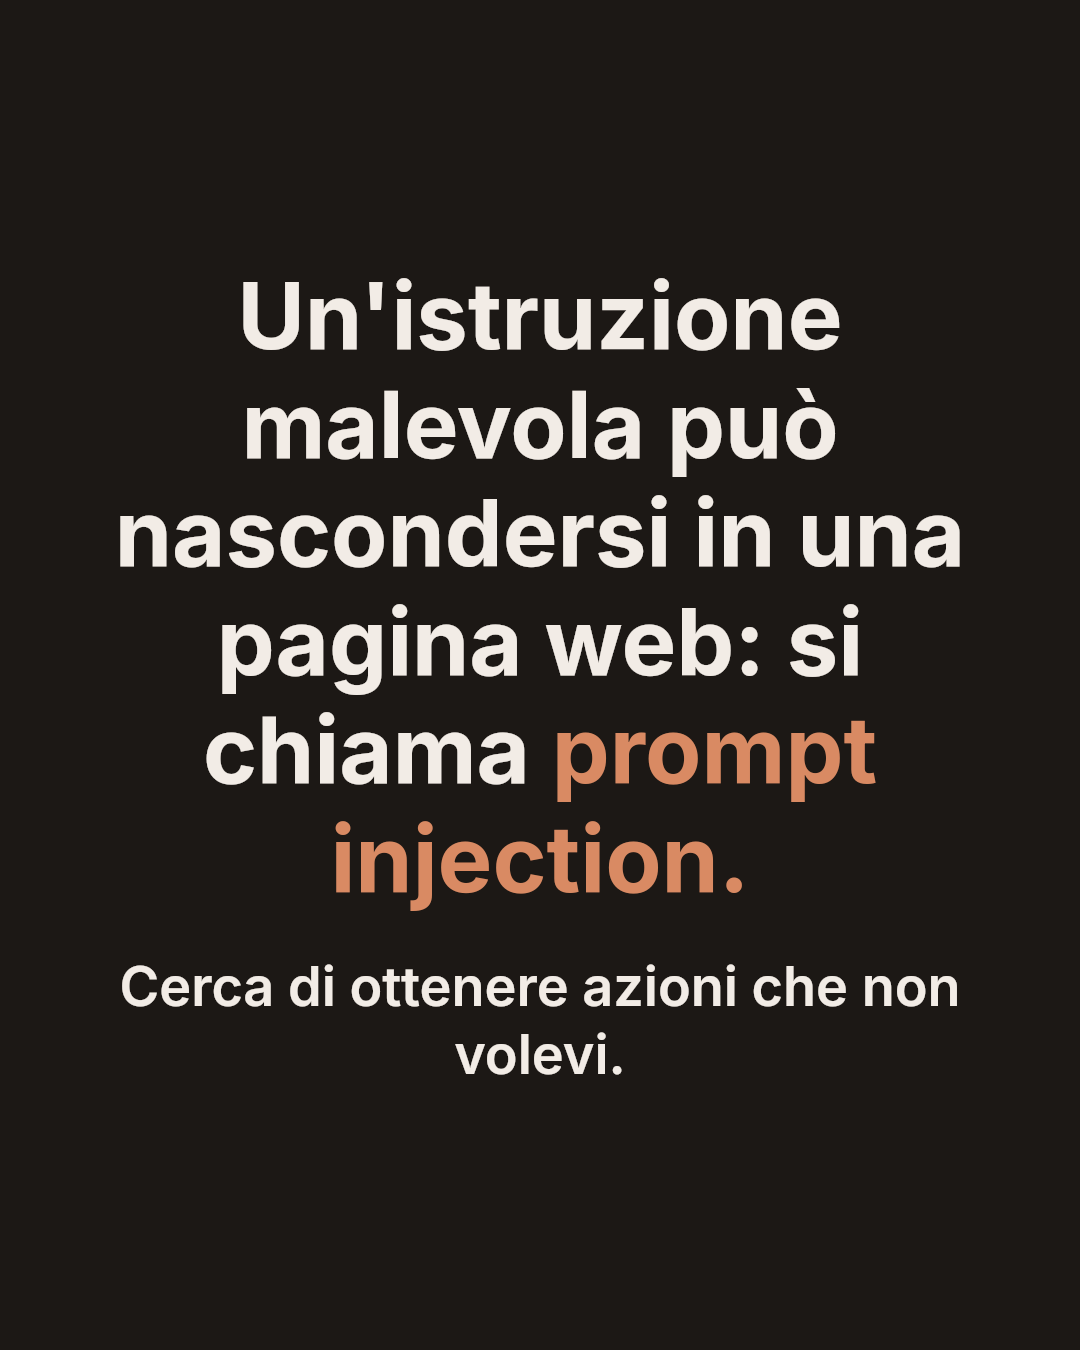 Un'istruzione
malevola può
nascondersi in una
pagina web: si
chiama prompt
injection.
Cerca di ottenere azioni che non
volevi.